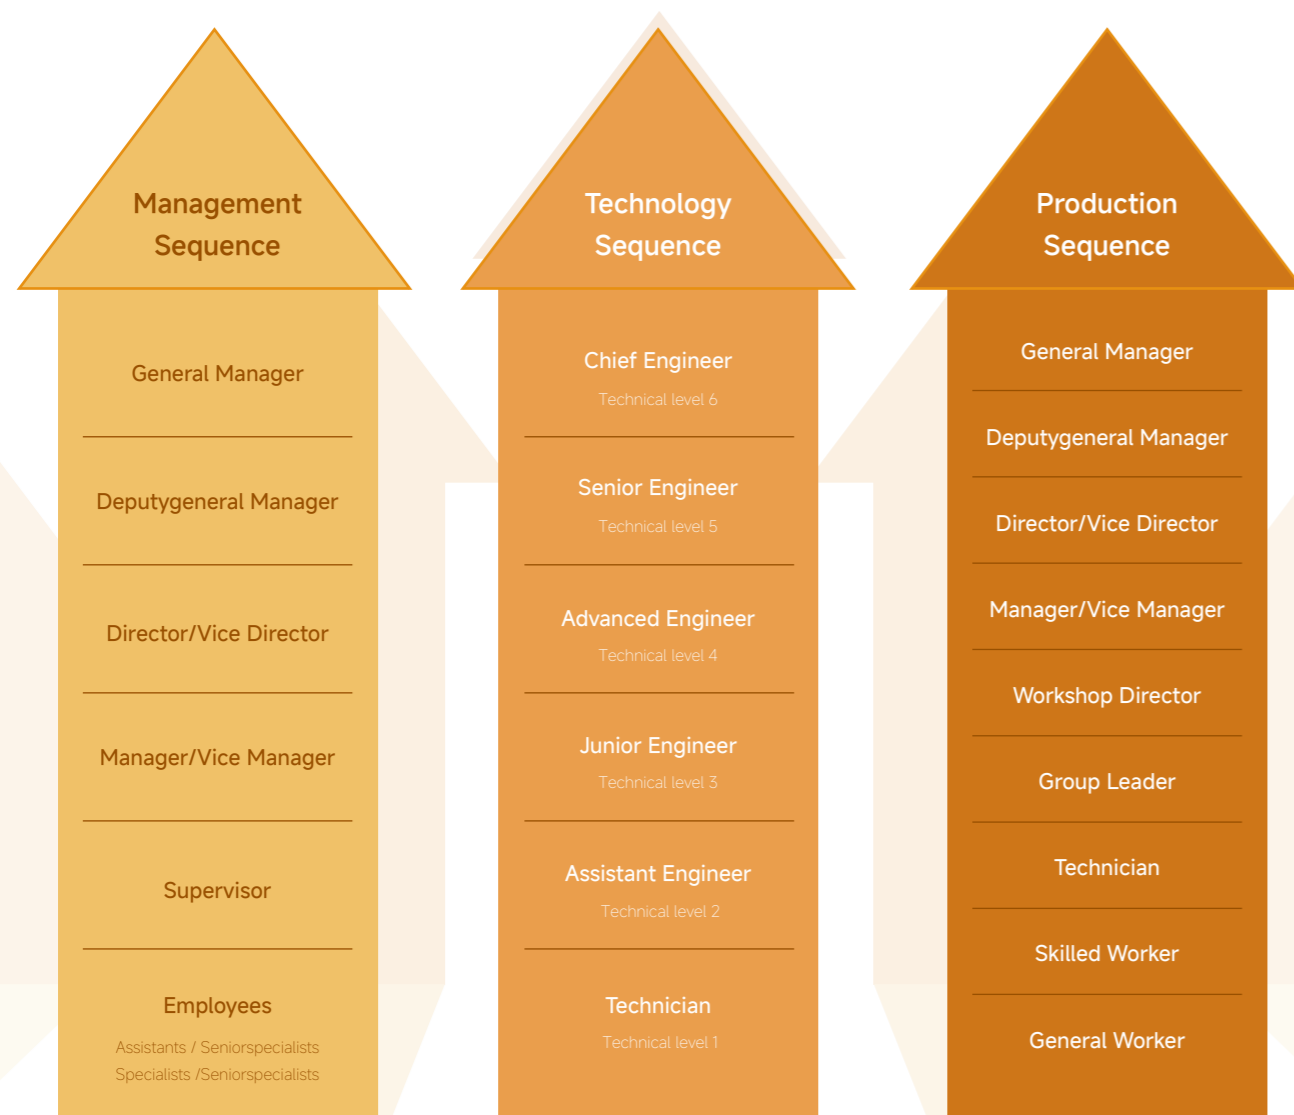 Management
Sequence
General Manager
Deputygeneral Manager
Director/Vice Director
Manager/Vice Manager
Supervisor
Employees
Assistants / Seniorspecialists
Specialists /Seniorspecialists
Technology
Sequence
Chief Engineer
Technical level 6
Senior Engineer
Technical level 5
Advanced Engineer
Technical level 4
Junior Engineer
Technical level 3
Assistant Engineer
Technical level 2
Technician
Technical level 1
Production
Sequence
General Manager
Deputygeneral Manager
Director/Vice Director
Manager/Vice Manager
Workshop Director
Group Leader
Technician
Skilled Worker
General Worker